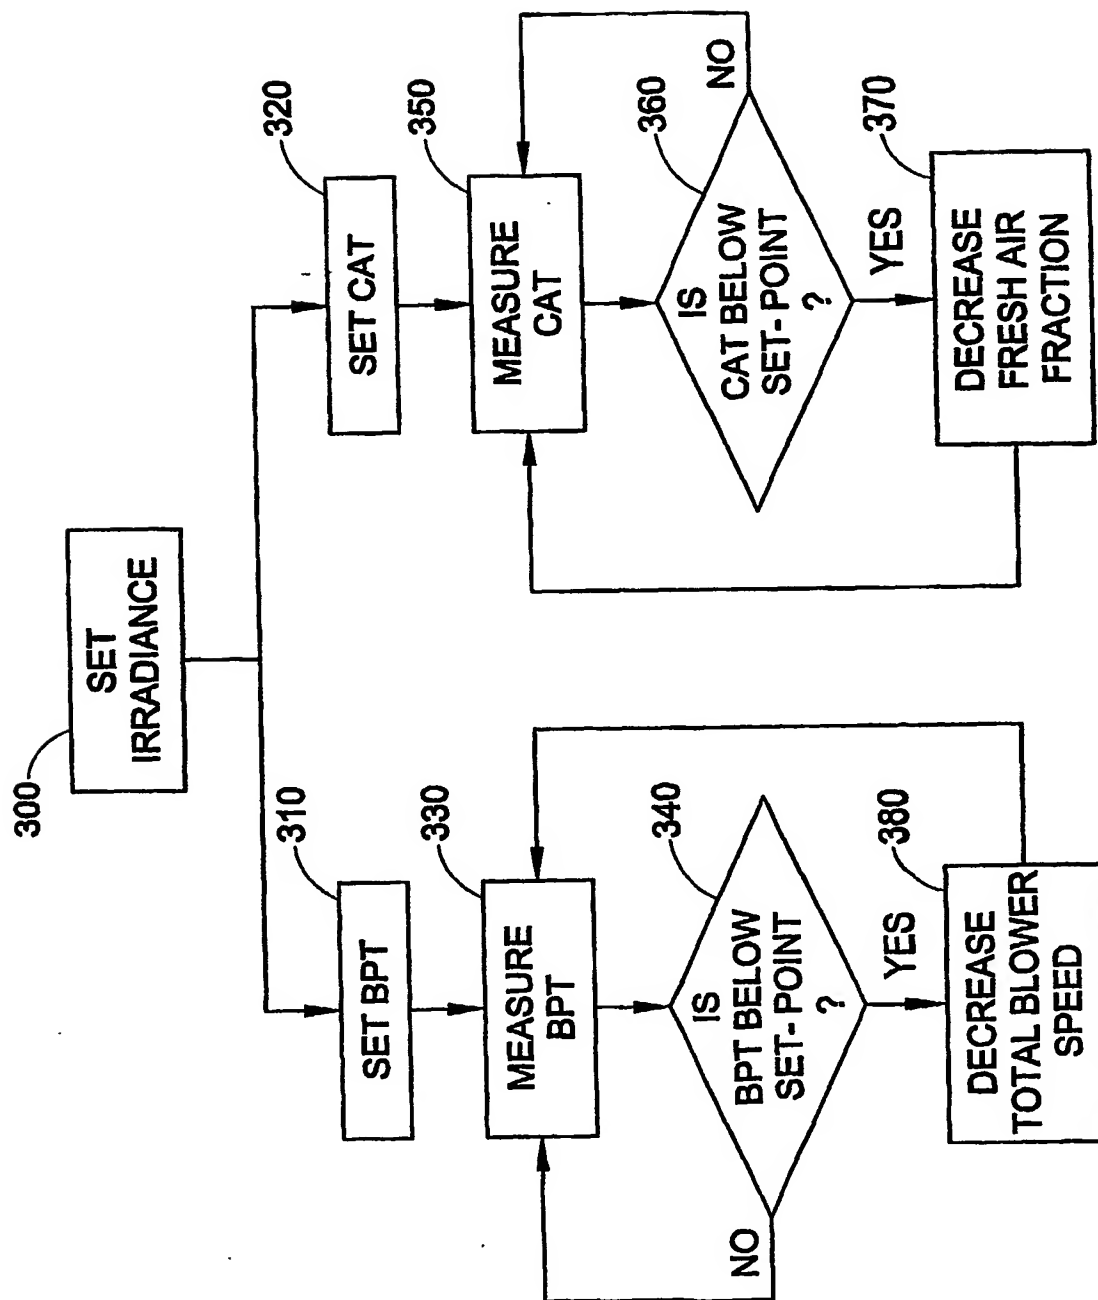 300
SET
IRRADIANCE
310
SET BPT
320
SET CAT
330
MEASURE
BPT
350
MEASURE
CAT
340
IS
BPT BELOW
SET-POINT
?
NO
YES
360
IS
CAT BELOW
SET-POINT
?
NO
YES
380
DECREASE
TOTAL BLOWER
SPEED
370
DECREASE
FRESH AIR
FRACTION